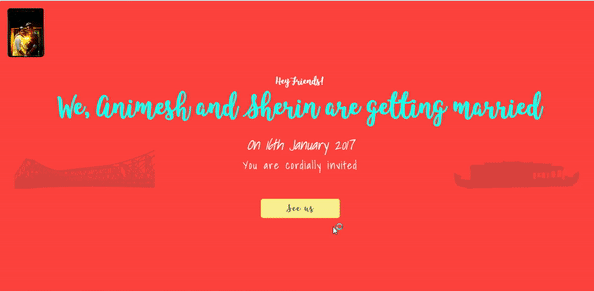 Hey Friends!
We, Animesh and Sherin are getting married
On 16th January 2017
You are cordially invited
See us